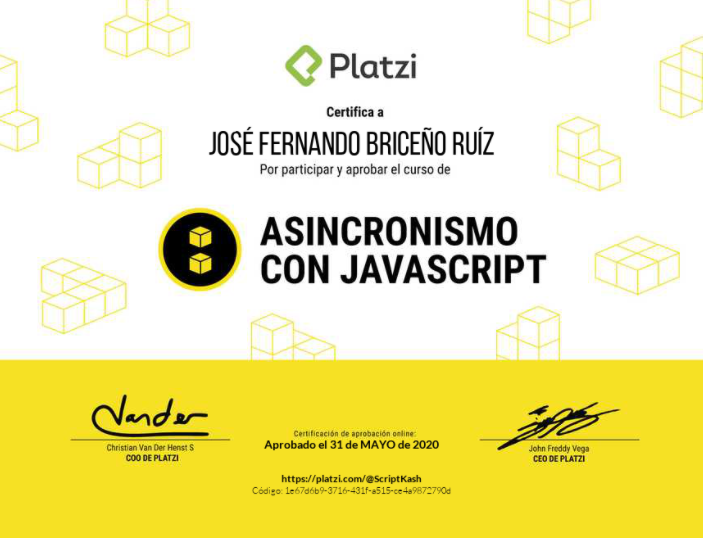 Platzi
Certifica a
JOSÉ FERNANDO BRICEÑO RUÍZ
Por participar y aprobar el curso de
ASINCRONISMO
CON JAVASCRIPT
Vander
Christian Van Der Henst S
COO DE PLATZI
Certificación de aprobación online:
Aprobado el 31 de MAYO de 2020
https://platzi.com/@ScriptKash
Código: 1e67d6b9-3716-431f-a515-ce4a9872790d
John Freddy Vega
CEO DE PLATZI